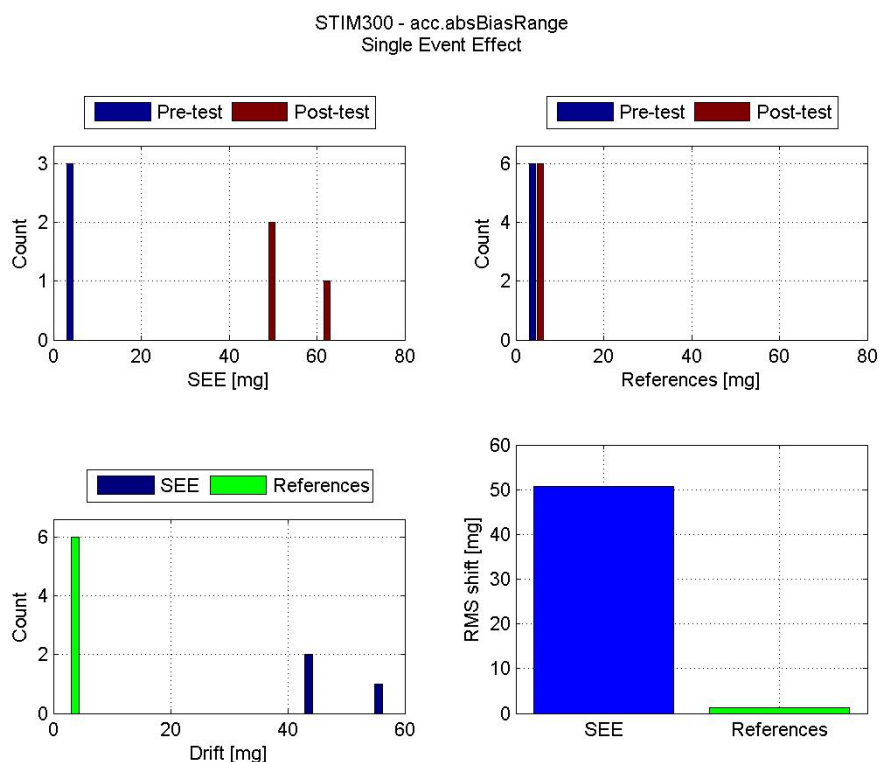 STIM300 - acc.absBiasRange
Single Event Effect
Pre-test Post-test
3
2
1
0
Count
0 20 40 60 80
SEE [mg]
Pre-test Post-test
6
4
2
0
Count
0 20 40 60 80
References [mg]
SEE References
6
4
2
0
Count
0 20 40 60
Drift [mg]
60
50
40
30
20
10
0
RMS shift [mg]
SEE References